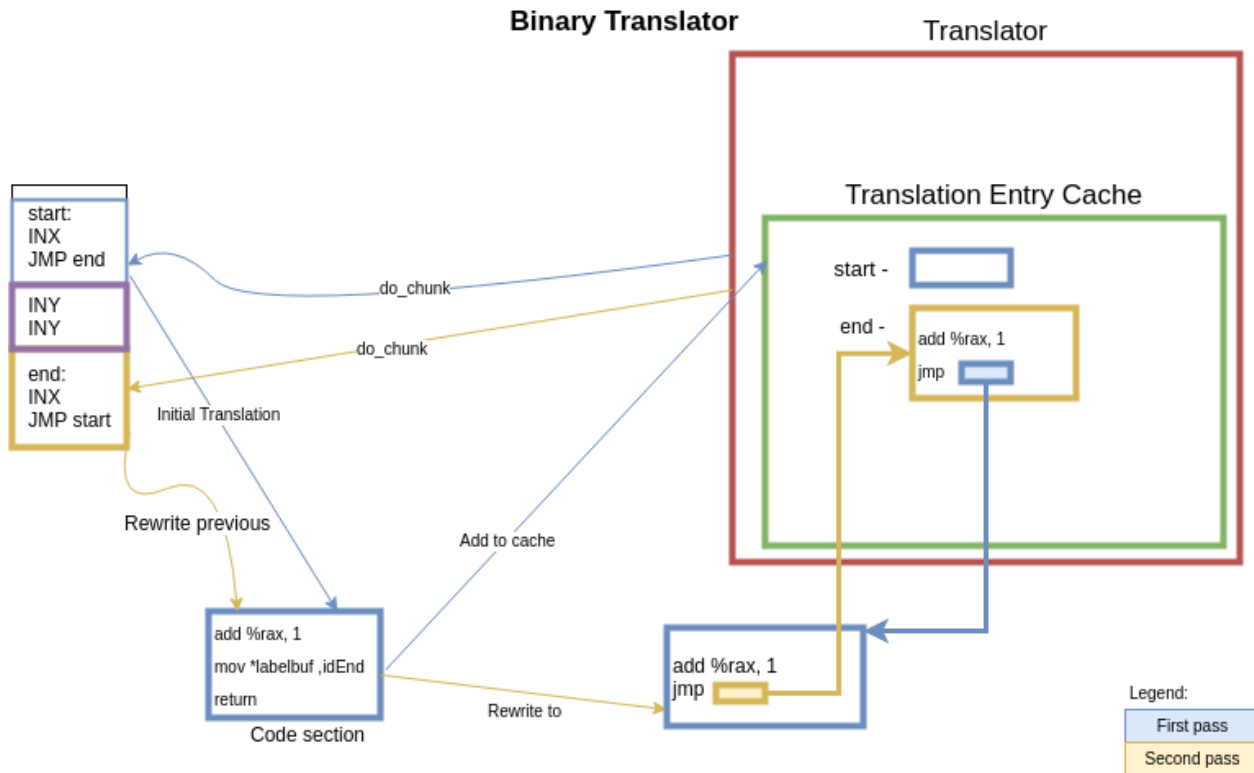 Binary Translator
Translator
Translation Entry Cache
start:
INX
JMP end
INY
INY
end:
INX
JMP start
do_chunk
do_chunk
Initial Translation
Rewrite previous
Add to cache
start -
end -
add %rax, 1
jmp
add %rax, 1
mov *labelbuf ,idEnd
return
Code section
Rewrite to
add %rax, 1
jmp
Legend:
First pass
Second pass